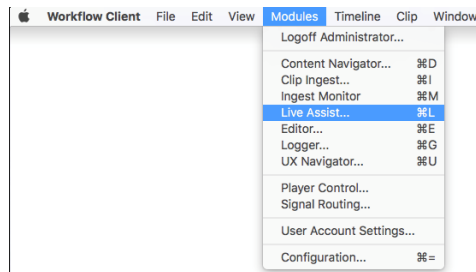 Workflow Client File Edit View Modules Timeline Clip Window
Logoff Administrator...
Content Navigator... ⌘D
Clip Ingest... ⌘I
Ingest Monitor ⌘M
Live Assist... ⌘L
Editor... ⌘E
Logger... ⌘G
UX Navigator... ⌘U
Player Control...
Signal Routing...
User Account Settings...
Configuration... ⌘=